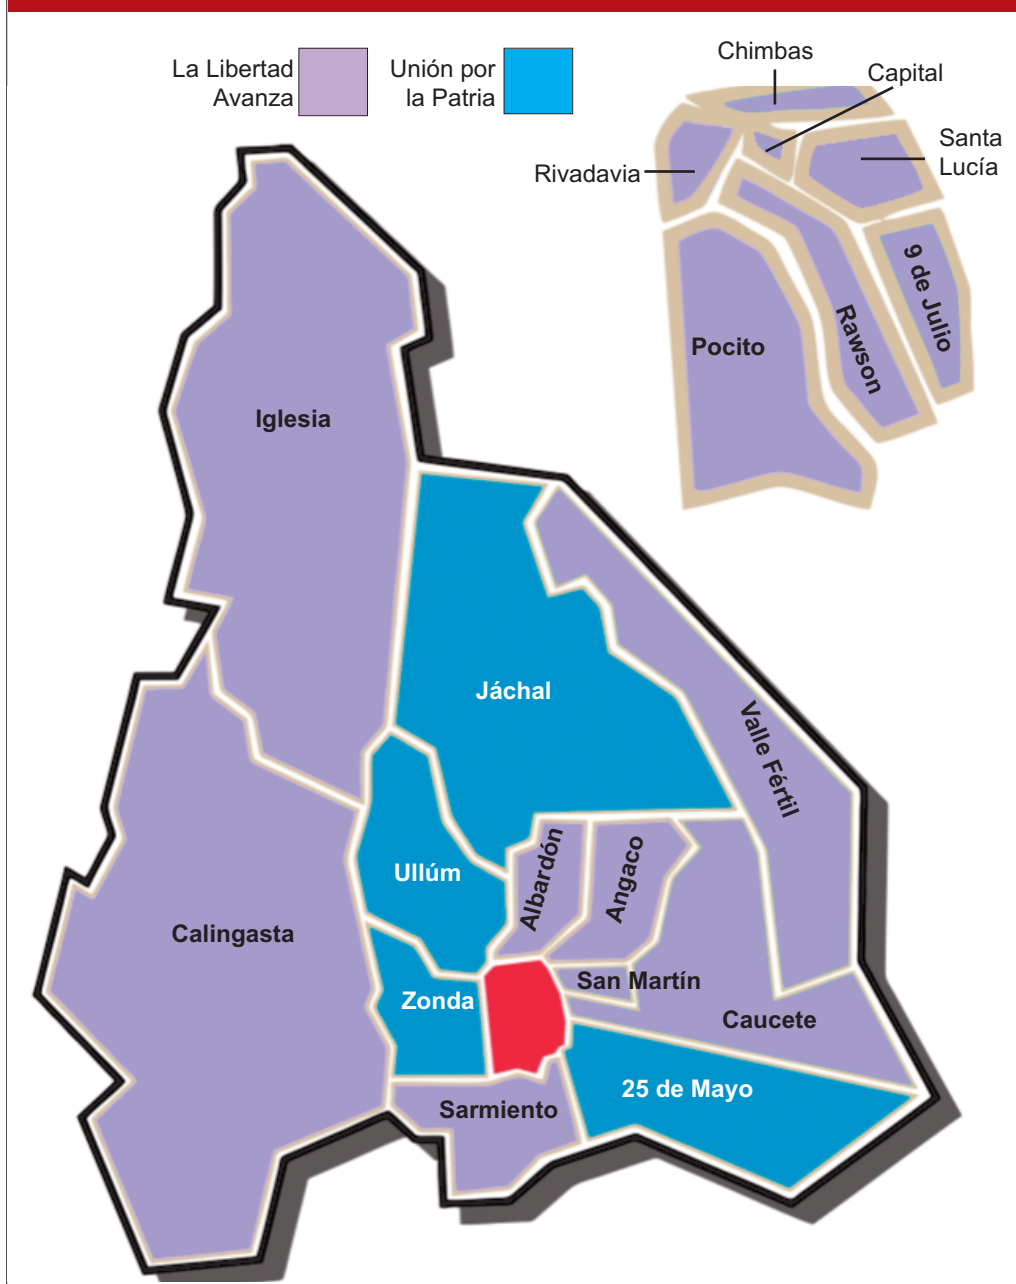 La Libertad
Avanza
Unión por
la Patria
Chimbas
Capital
Santa
Lucía
Rivadavia
9 de Julio
Rawson
Pocito
Iglesia
Jáchal
Valle Fértil
Albardón
Angaco
Ullúm
Calingasta
San Martín
Zonda
Caucete
25 de Mayo
Sarmiento